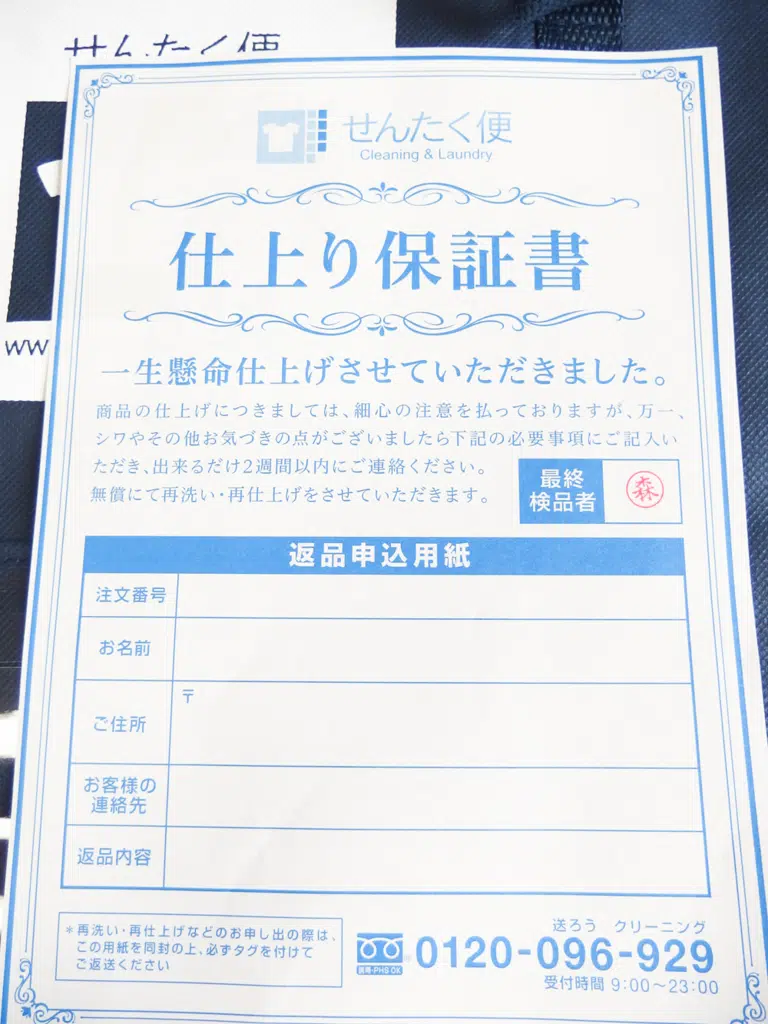 せんたく便
せんたく便
Cleaning & Laundry
仕上り保証書
ww
一生懸命仕上げさせていただきました。
商品の仕上げにつきましては、細心の注意を払っておりますが、万一、
シワやその他お気づきの点がございましたら下記の必要事項にご記入い
ただき、出来るだけ2週間以内にご連絡ください。
無償にて再洗い・再仕上げをさせていただきます。
最終
検品者
森
返品申込用紙
注文番号
お名前
ご住所
〒
お客様の
連絡先
返品内容
*再洗い・再仕上げなどのお申し出の際は、
この用紙を同封の上、必ずタグを付けて
ご返送ください
送ろう クリーニング
携帯・PHS OK
0120-096-929
受付時間 9:00〜23:00